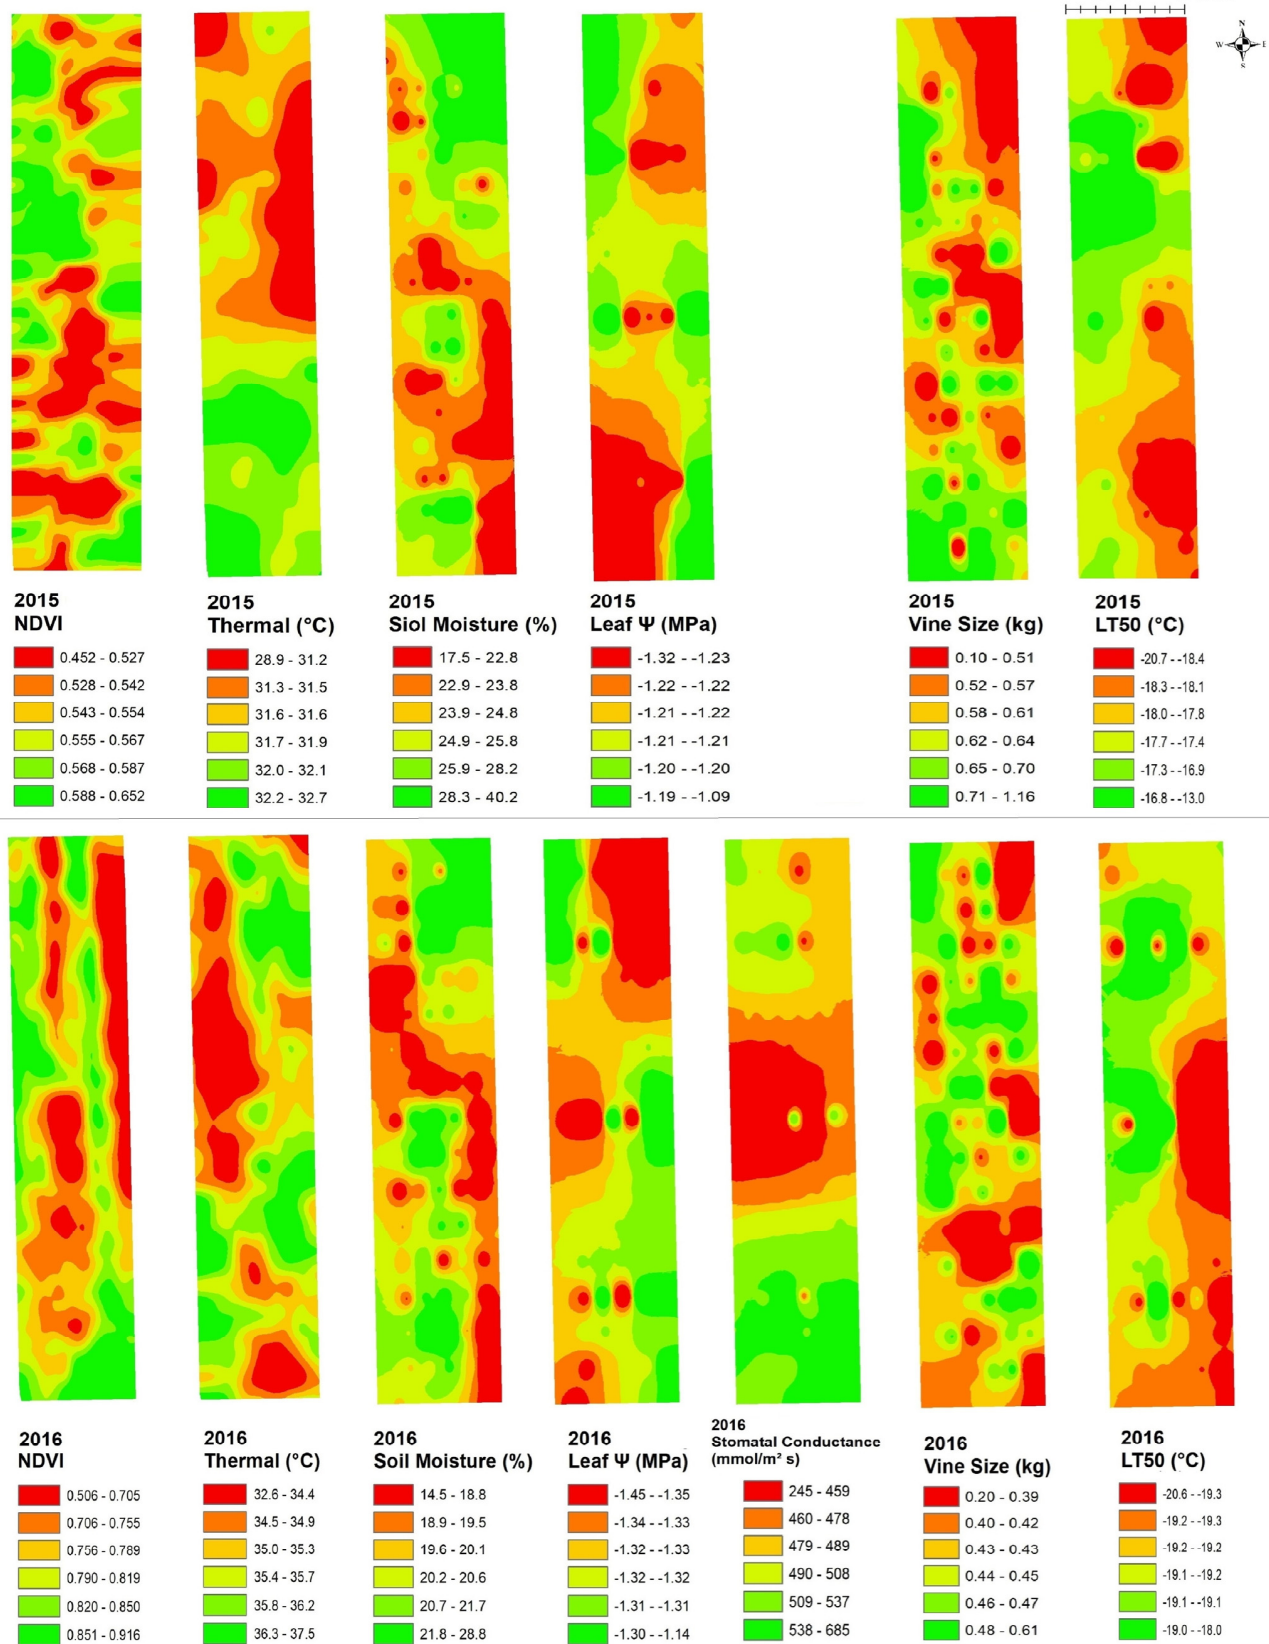 N
W E
S
2015
NDVI
0.452 - 0.527
0.528 - 0.542
0.543 - 0.554
0.555 - 0.567
0.568 - 0.587
0.588 - 0.652
2015
Thermal (°C)
28.9 - 31.2
31.3 - 31.5
31.6 - 31.6
31.7 - 31.9
32.0 - 32.1
32.2 - 32.7
2015
Siol Moisture (%)
17.5 - 22.8
22.9 - 23.8
23.9 - 24.8
24.9 - 25.8
25.9 - 28.2
28.3 - 40.2
2015
Leaf Ψ (MPa)
-1.32 - -1.23
-1.22 - -1.22
-1.21 - -1.22
-1.21 - -1.21
-1.20 - -1.20
-1.19 - -1.09
2015
Vine Size (kg)
0.10 - 0.51
0.52 - 0.57
0.58 - 0.61
0.62 - 0.64
0.65 - 0.70
0.71 - 1.16
2015
LT50 (°C)
-20.7 - -18.4
-18.3 - -18.1
-18.0 - -17.8
-17.7 - -17.4
-17.3 - -16.9
-16.8 - -13.0
2016
NDVI
0.506 - 0.705
0.706 - 0.755
0.756 - 0.789
0.790 - 0.819
0.820 - 0.850
0.851 - 0.916
2016
Thermal (°C)
32.6 - 34.4
34.5 - 34.9
35.0 - 35.3
35.4 - 35.7
35.8 - 36.2
36.3 - 37.5
2016
Soil Moisture (%)
14.5 - 18.8
18.9 - 19.5
19.6 - 20.1
20.2 - 20.6
20.7 - 21.7
21.8 - 28.8
2016
Leaf Ψ (MPa)
-1.45 - -1.35
-1.34 - -1.33
-1.32 - -1.33
-1.32 - -1.32
-1.31 - -1.31
-1.30 - -1.14
2016
Stomatal Conductance
(mmol/m² s)
245 - 459
460 - 478
479 - 489
490 - 508
509 - 537
538 - 685
2016
Vine Size (kg)
0.20 - 0.39
0.40 - 0.42
0.43 - 0.43
0.44 - 0.45
0.46 - 0.47
0.48 - 0.61
2016
LT50 (°C)
-20.6 - -19.3
-19.2 - -19.3
-19.2 - -19.2
-19.1 - -19.2
-19.1 - -19.1
-19.0 - -18.0